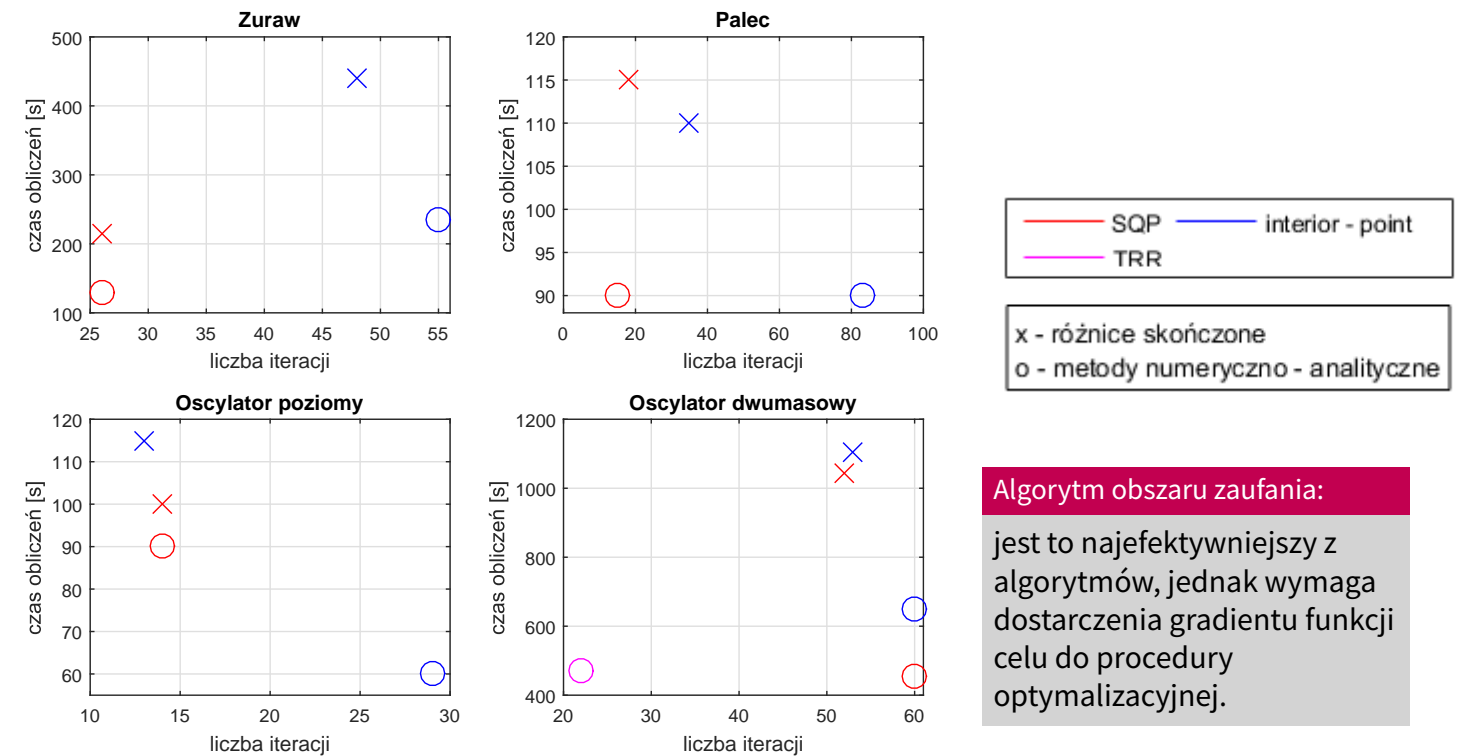 Zuraw
500
400
300
200
100
25 30 35 40 45 50 55
czas obliczeń [s]
liczba iteracji
Palec
120
115
110
105
100
95
90
0 20 40 60 80 100
czas obliczeń [s]
liczba iteracji
Oscylator poziomy
120
110
100
90
80
70
60
10 15 20 25 30
czas obliczeń [s]
liczba iteracji
Oscylator dwumasowy
1200
1000
800
600
400
20 30 40 50 60
czas obliczeń [s]
liczba iteracji
SQP interior - point
TRR
x - różnice skończone
o - metody numeryczno - analityczne
Algorytm obszaru zaufania:
jest to najefektywniejszy z
algorytmów, jednak wymaga
dostarczenia gradientu funkcji
celu do procedury
optymalizacyjnej.